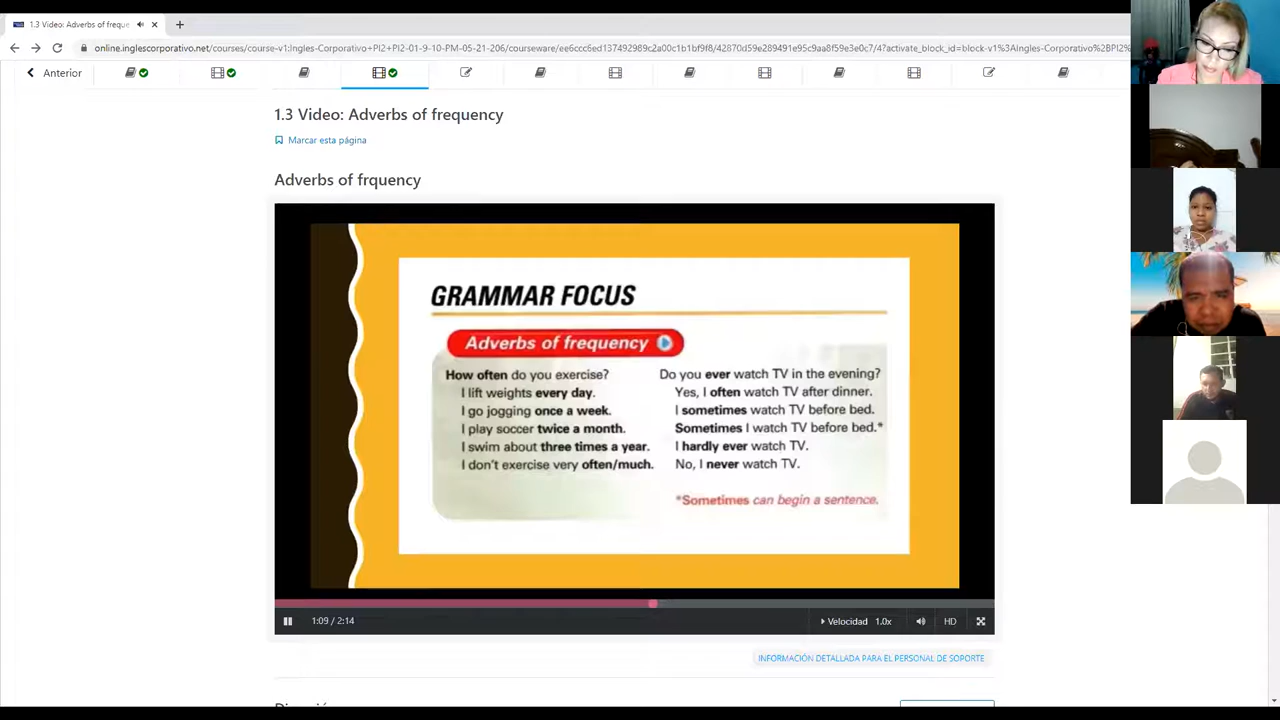 1.3 Video: Adverbs of freque
online.inglescorporativo.net/courses/course-v1:Ingles-Corporativo+PI2+PI2-01-9-10-PM-05-21-206/courseware/ee6ccc6ed137492989c2a00c1b1bf9f8/42870d59e289491e95c9aa8f59e3e0c7/4?activate_block_id=block-v1%3AIngles-Corporativo%2BPI2%
Anterior
1.3 Video: Adverbs of frequency
Marcar esta página
Adverbs of frquency
GRAMMAR FOCUS
Adverbs of frequency
How often do you exercise?
I lift weights every day.
I go jogging once a week.
I play soccer twice a month.
I swim about three times a year.
I don't exercise very often/much.
Do you ever watch TV in the evening?
Yes, I often watch TV after dinner.
I sometimes watch TV before bed.
Sometimes I watch TV before bed.*
I hardly ever watch TV.
No, I never watch TV.
*Sometimes can begin a sentence.
1:09 / 2:14
Velocidad 1.0x
HD
INFORMACIÓN DETALLADA PARA EL PERSONAL DE SOPORTE